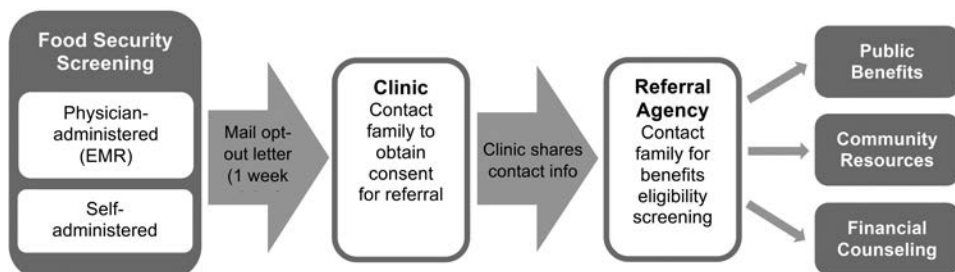 Food Security
Screening
Physician-
administered
(EMR)
Self-
administered
Mail opt-
out letter
(1 week
Clinic
Contact
family to
obtain
consent
for referral
Clinic shares
contact info
Referral
Agency
Contact
family for
benefits
eligibility
screening
Public
Benefits
Community
Resources
Financial
Counseling